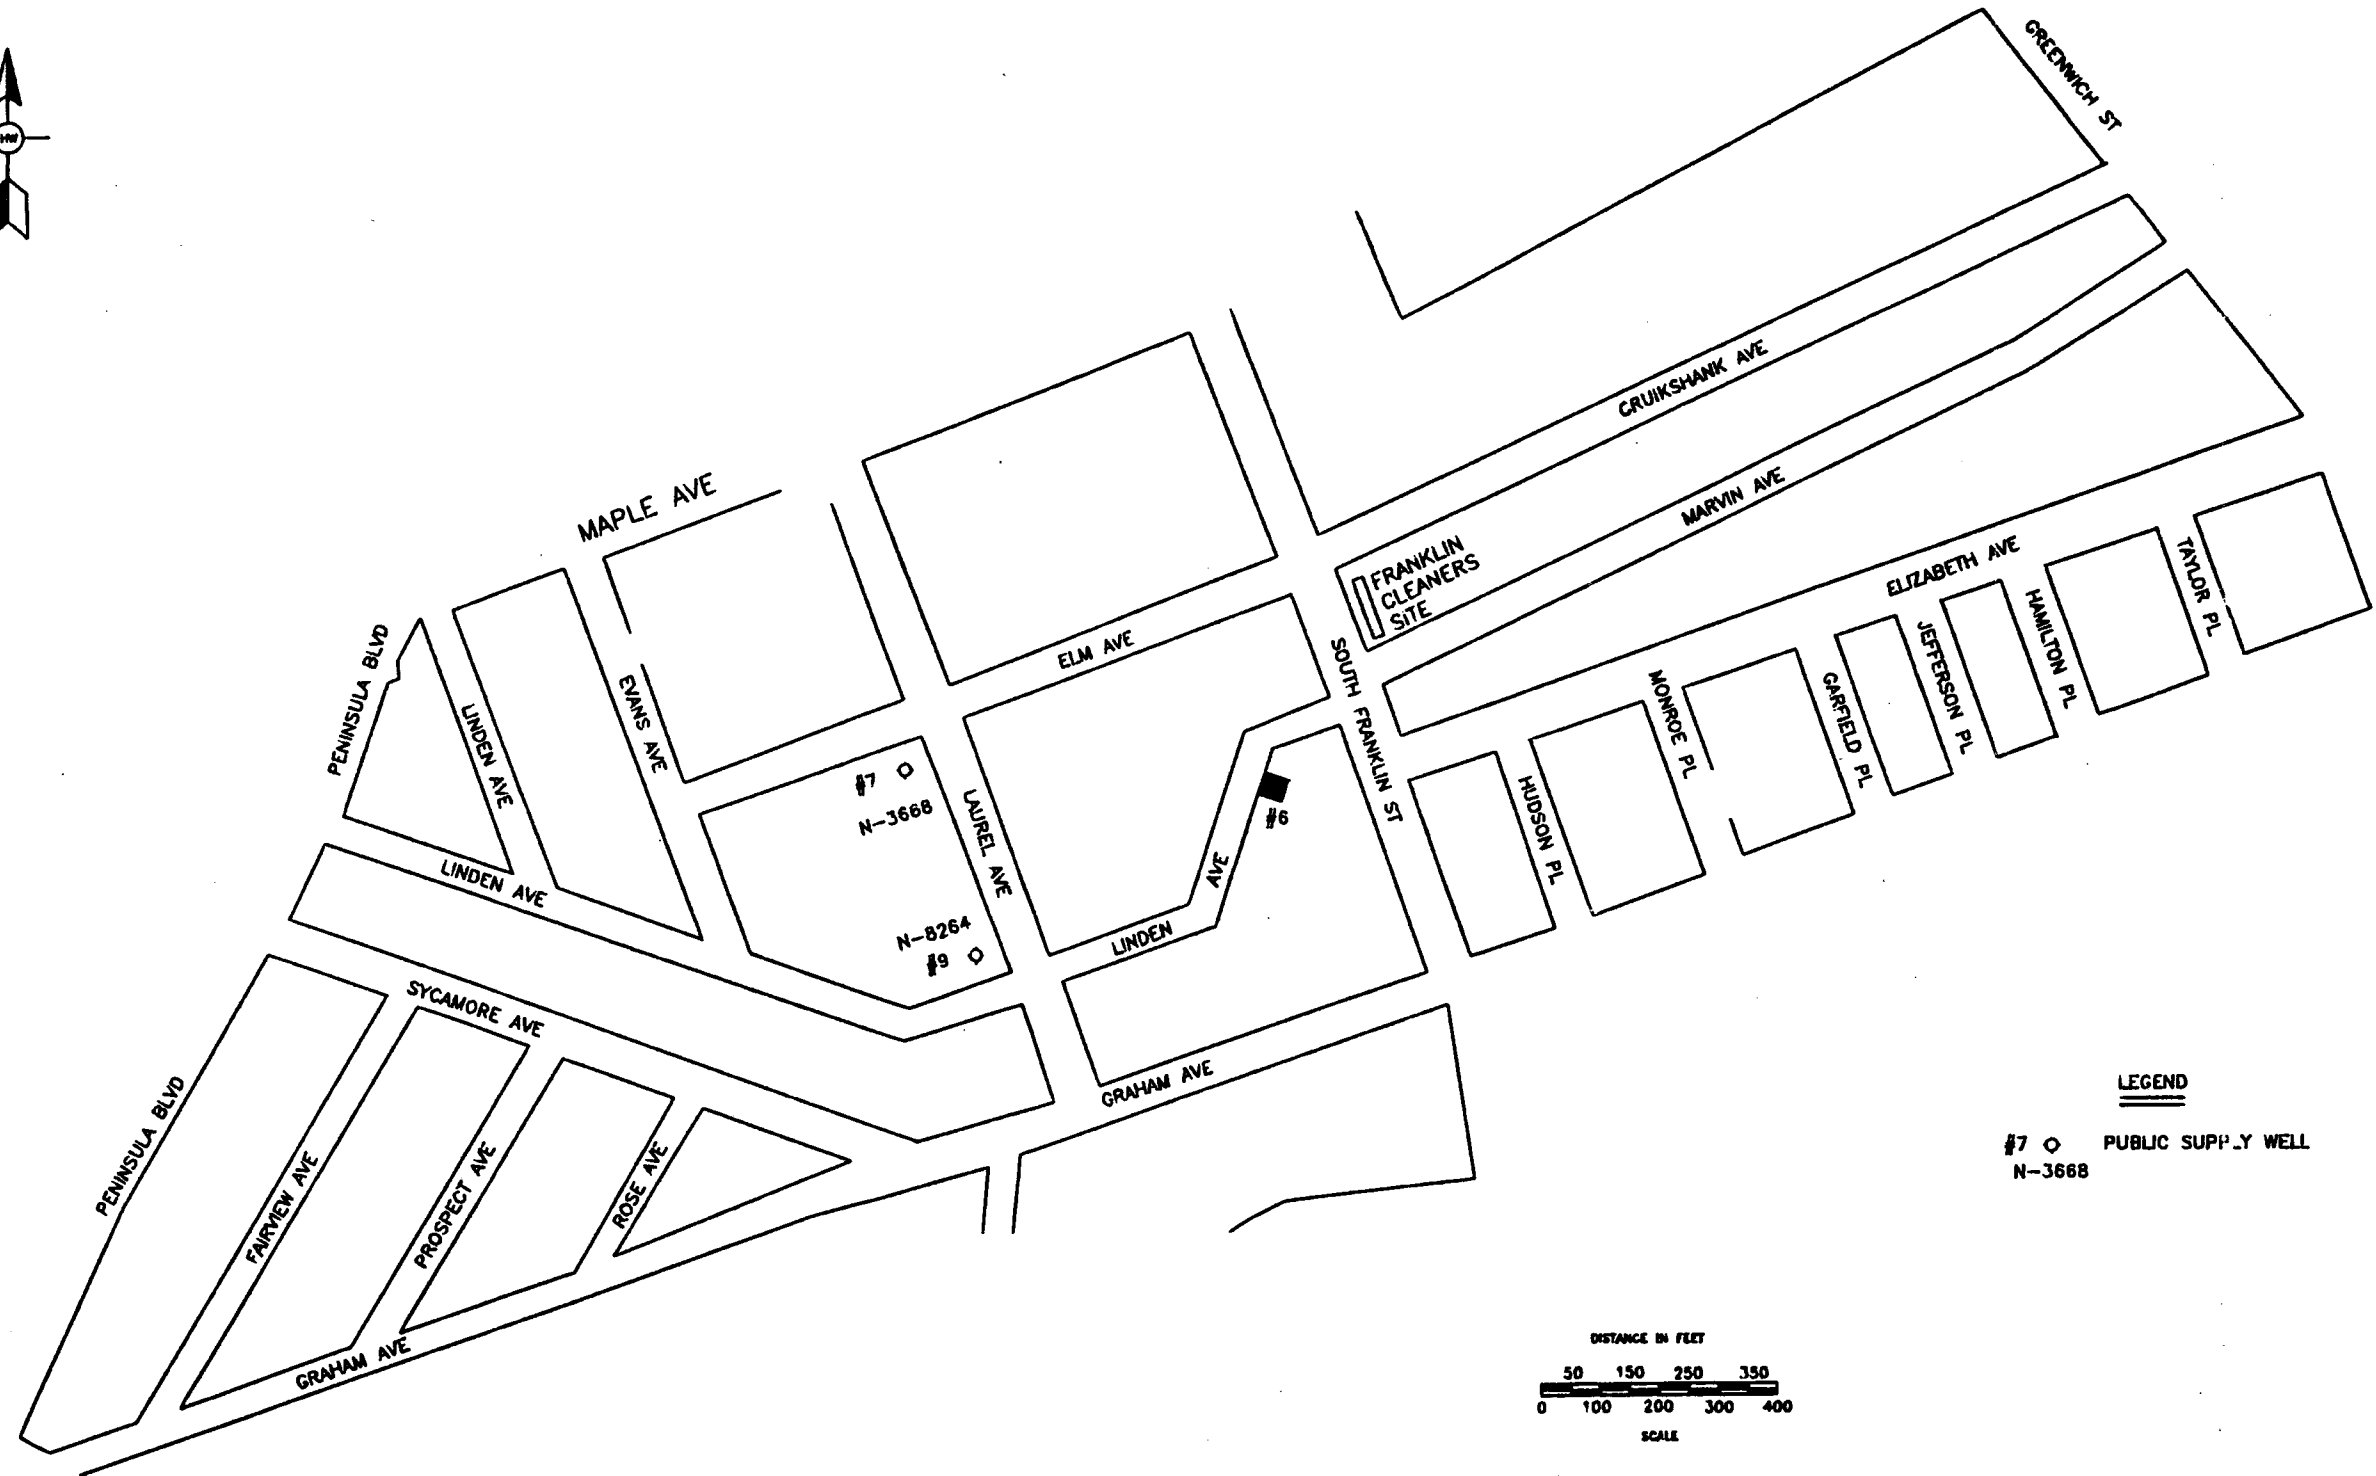 GREENWICH ST
CRUIKSHANK AVE
MAPLE AVE
MARVIN AVE
FRANKLIN
CLEANERS
SITE
ELIZABETH AVE
TAYLOR PL
HAMILTON PL
JEFFERSON PL
GARFIELD PL
MONROE PL
HUDSON PL
SOUTH FRANKLIN ST
ELM AVE
PENINSULA BLVD
LINDEN AVE
EVANS AVE
#7
N-3668
LAUREL AVE
#6
LINDEN AVE
LINDEN AVE
N-8264
#9
SYCAMORE AVE
GRAHAM AVE
PENINSULA BLVD
FAIRVIEW AVE
PROSPECT AVE
ROSE AVE
GRAHAM AVE
LEGEND
#7 PUBLIC SUPPLY WELL
N-3668
DISTANCE IN FEET
50 150 250 350
0 100 200 300 400
SCALE